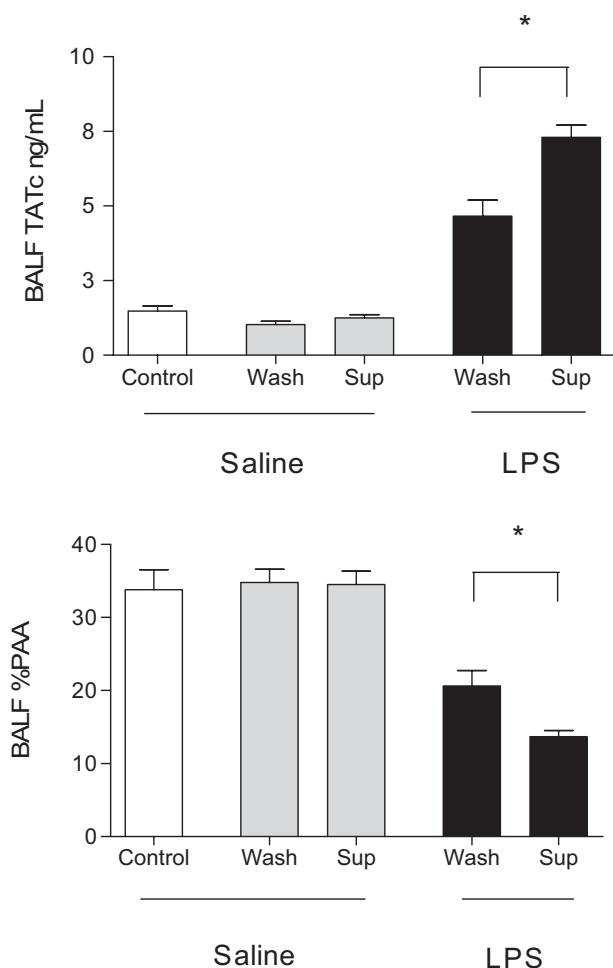 *
10
8
5
3
0
BALF TATc ng/mL
Control Wash Sup Wash Sup
Saline LPS
*
40
30
20
10
0
BALF %PAA
Control Wash Sup Wash Sup
Saline LPS